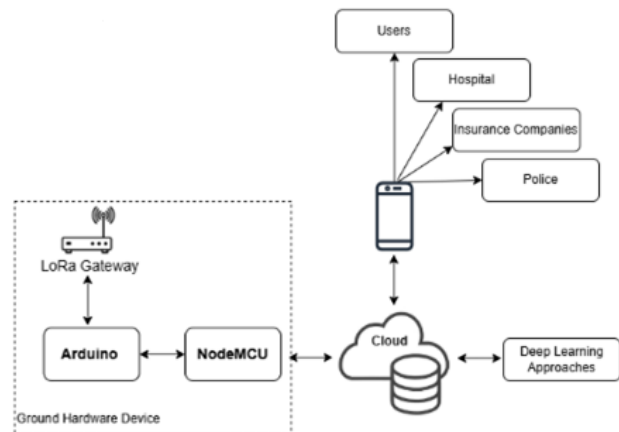 Users
Hospital
Insurance Companies
Police
LoRa Gateway
Arduino
NodeMCU
Cloud
Deep Learning
Approaches
Ground Hardware Device